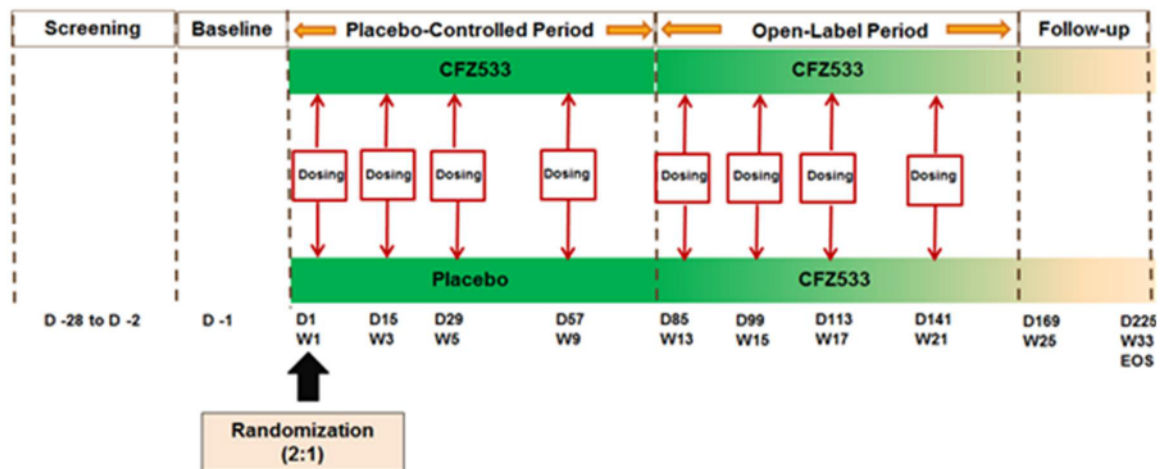 Screening
Baseline
Placebo-Controlled Period
Open-Label Period
Follow-up
CFZ533
CFZ533
Dosing
Dosing
Dosing
Dosing
Dosing
Dosing
Dosing
Dosing
Placebo
CFZ533
D -28 to D -2
D -1
D1
W1
D15
W3
D29
W5
D57
W9
D85
W13
D99
W15
D113
W17
D141
W21
D169
W25
D225
W33
EOS
Randomization
(2:1)